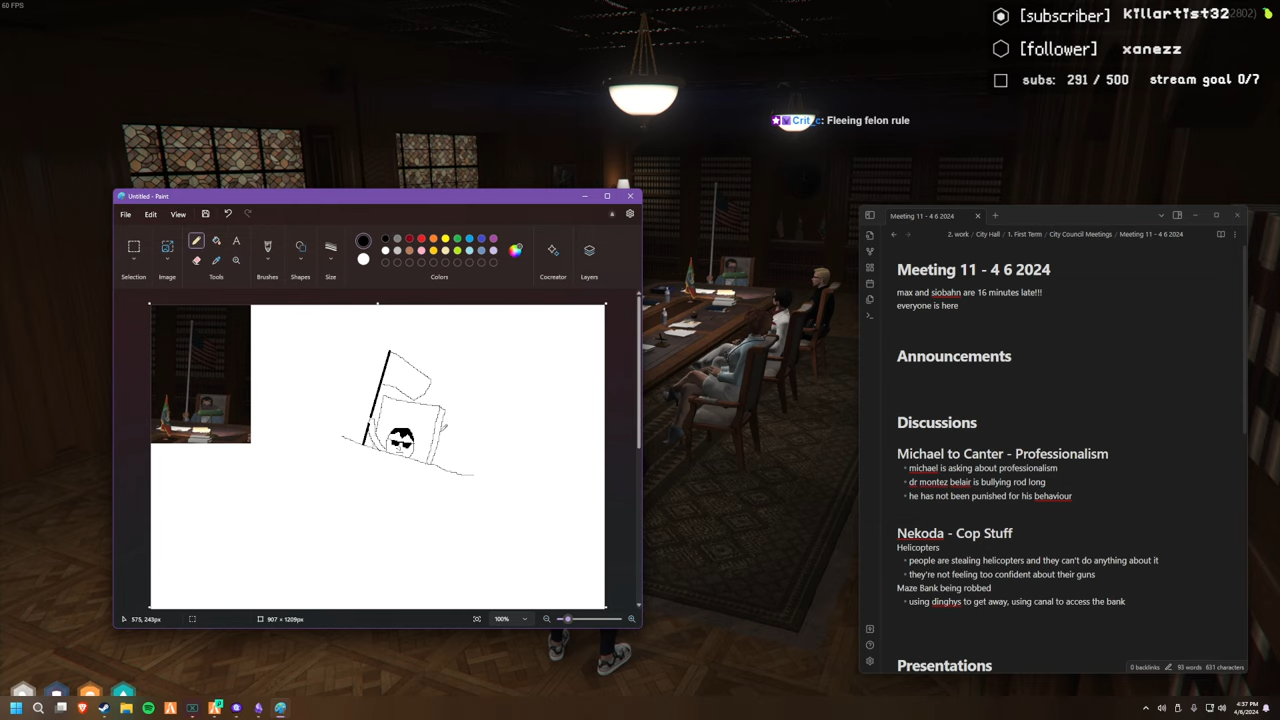 60 FPS
[subscriber] killartist32
[follower] xanezz
subs: 291 / 500 stream goal 0/7
Crit_c: Fleeing felon rule
Untitled - Paint
File Edit View
Selection Image Tools Brushes Shapes Size Colors Cocreator Layers
575, 243px
907 × 1209px
100%
Meeting 11 - 4 6 2024
2. work / City Hall / 1. First Term / City Council Meetings / Meeting 11 - 4 6 2024
Meeting 11 - 4 6 2024
max and siobahn are 16 minutes late!!!
everyone is here
Announcements
Discussions
Michael to Canter - Professionalism
michael is asking about professionalism
dr montez belair is bullying rod long
he has not been punished for his behaviour
Nekoda - Cop Stuff
Helicopters
people are stealing helicopters and they can't do anything about it
they're not feeling too confident about their guns
Maze Bank being robbed
using dinghys to get away, using canal to access the bank
Presentations
0 backlinks 93 words 631 characters
4:37 PM
4/6/2024